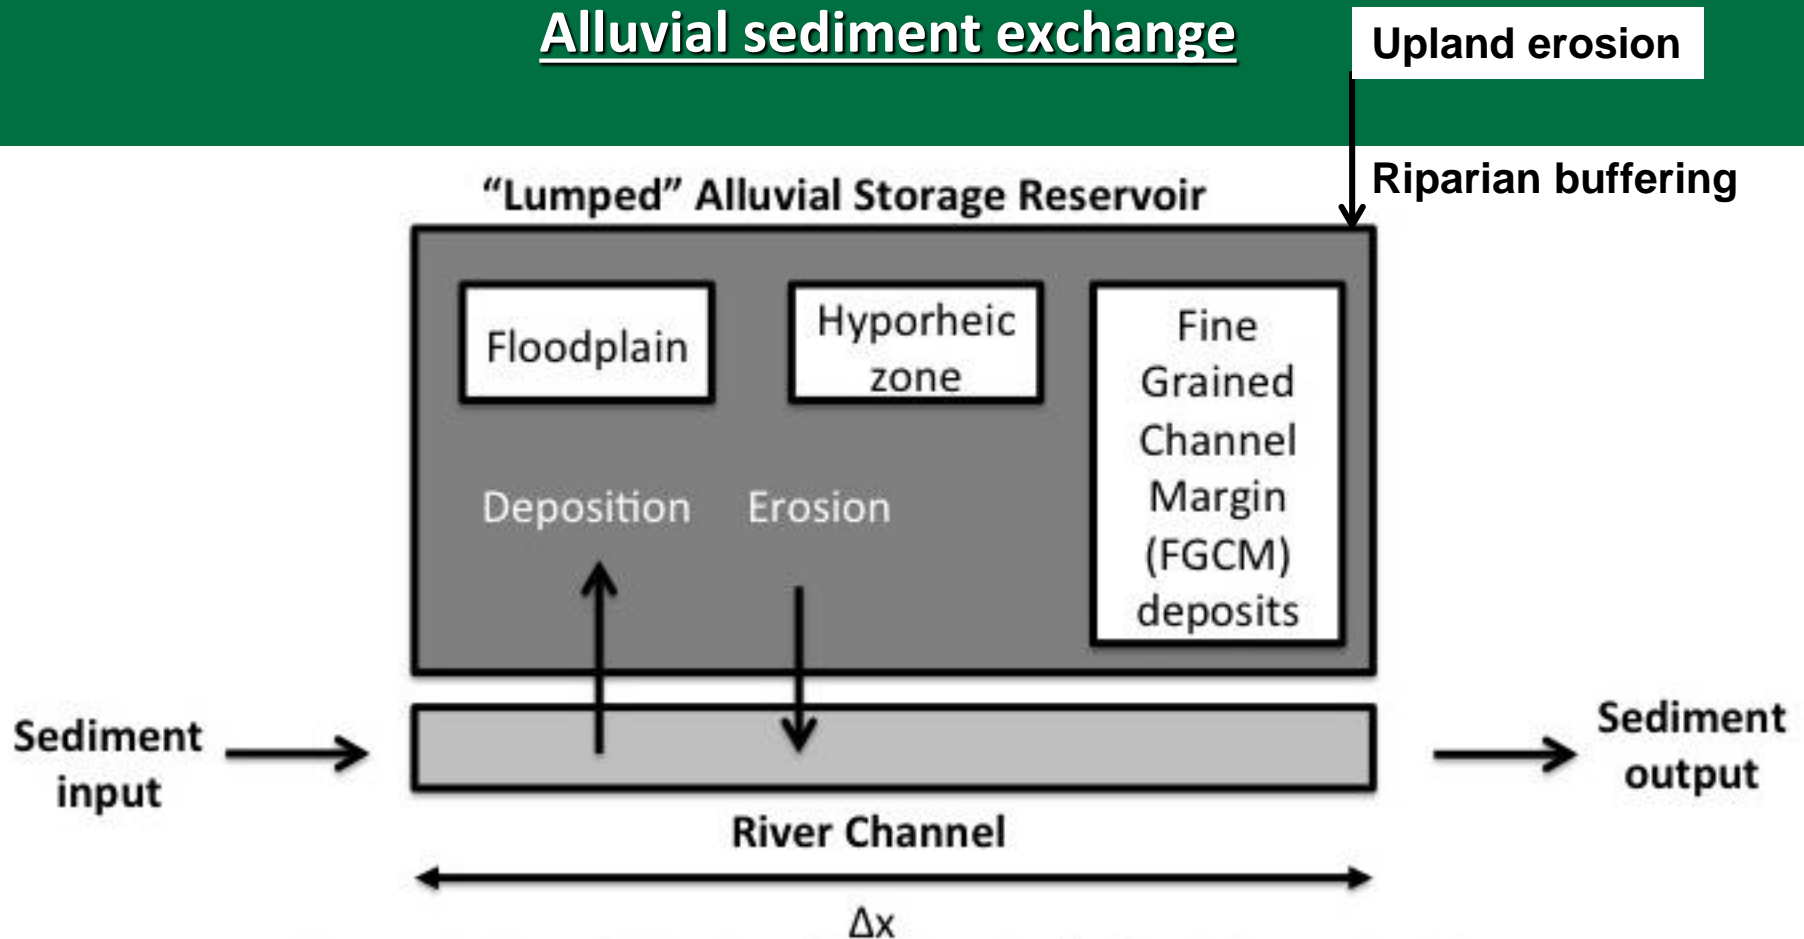 Alluvial sediment exchange
Upland erosion
Riparian buffering
“Lumped” Alluvial Storage Reservoir
Floodplain
Hyporheic
zone
Fine
Grained
Channel
Margin
(FGCM)
deposits
Deposition
Erosion
Sediment
input
Sediment
output
River Channel
Δx